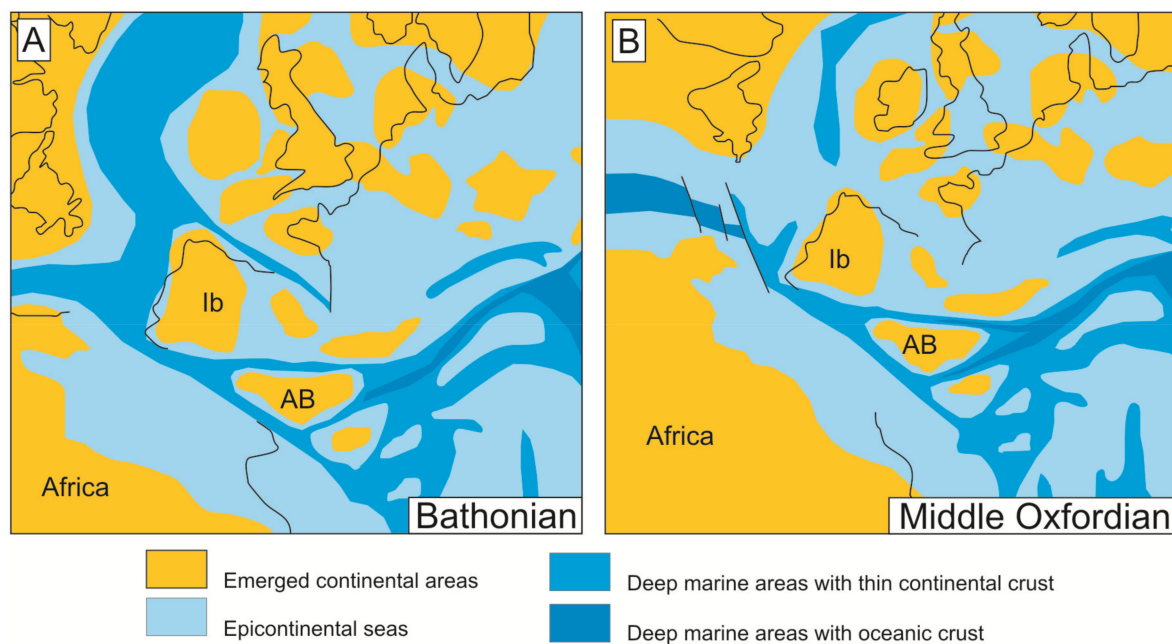 A
Ib
AB
Africa
Bathonian
B
Ib
AB
Africa
Middle Oxfordian
Emerged continental areas
Epicontinental seas
Deep marine areas with thin continental crust
Deep marine areas with oceanic crust